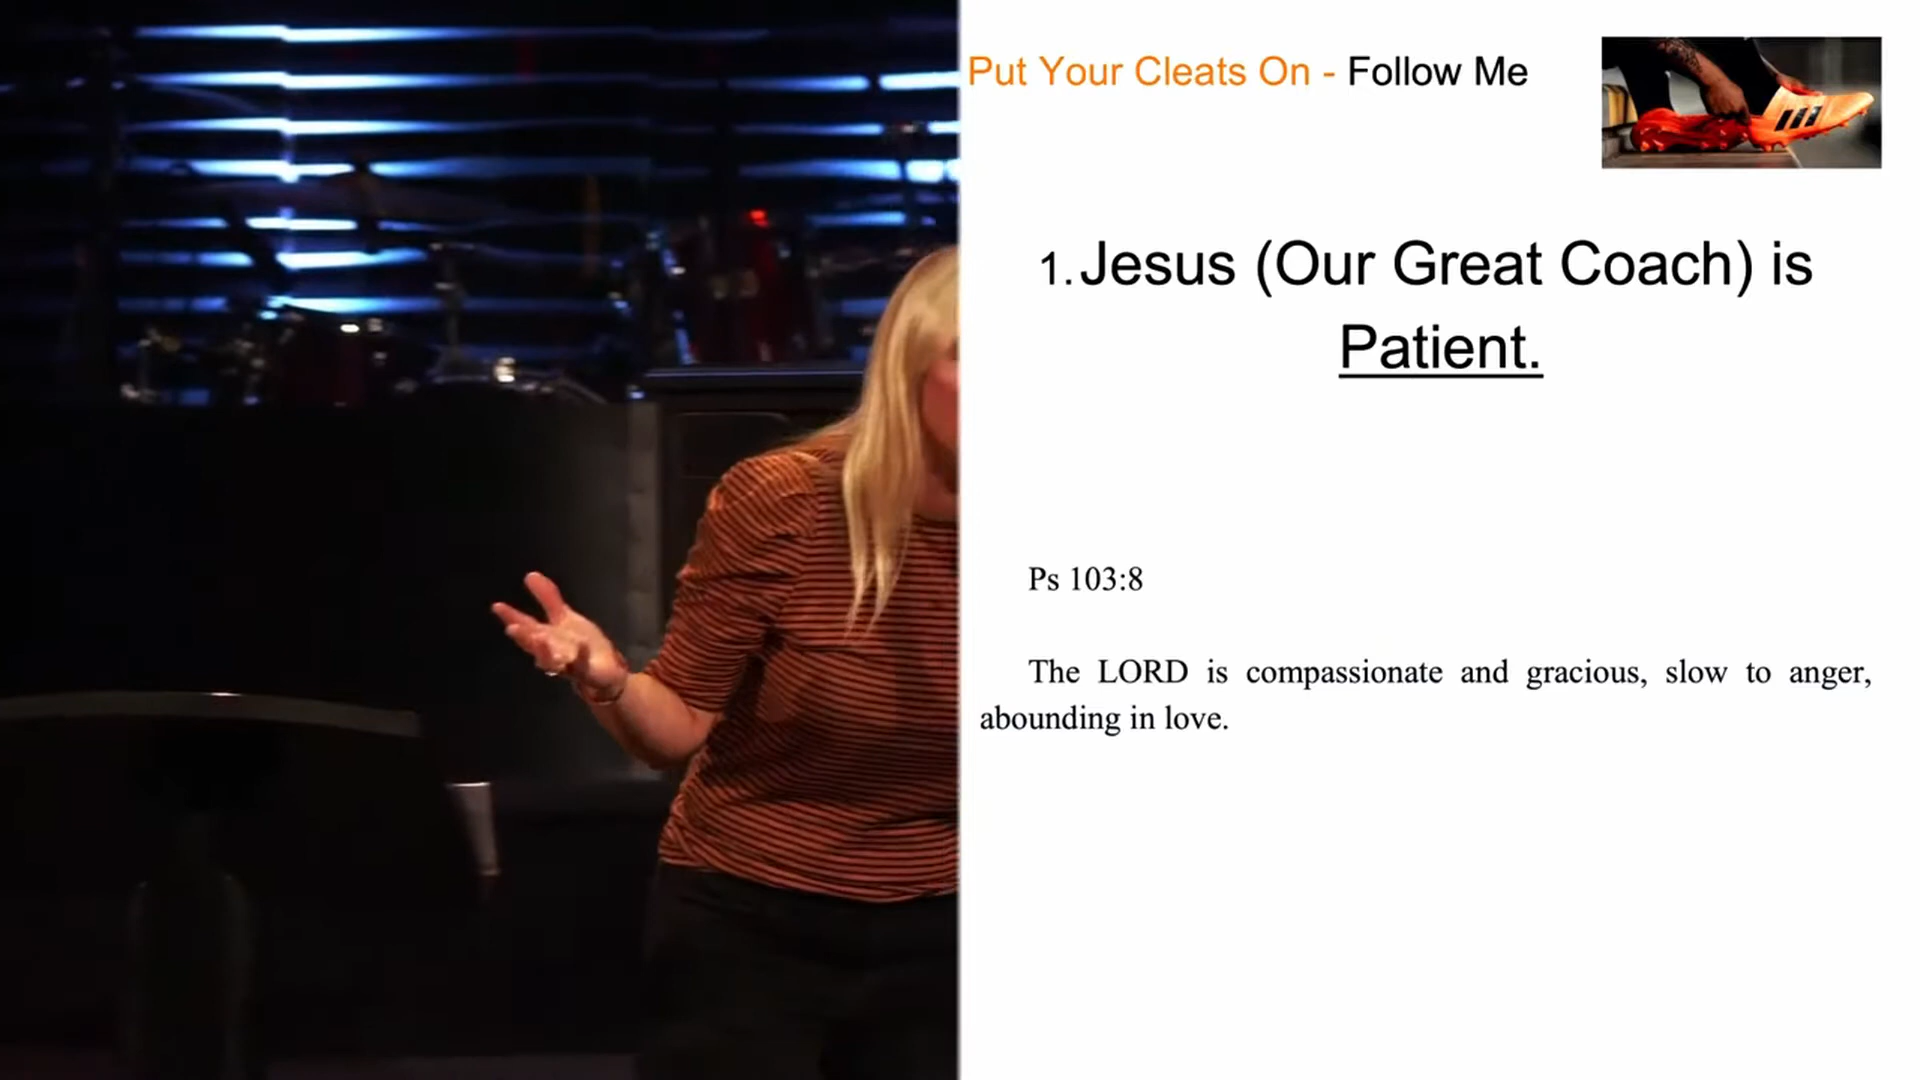 Put Your Cleats On - Follow Me
1. Jesus (Our Great Coach) is
Patient.
Ps 103:8
The LORD is compassionate and gracious, slow to anger,
abounding in love.